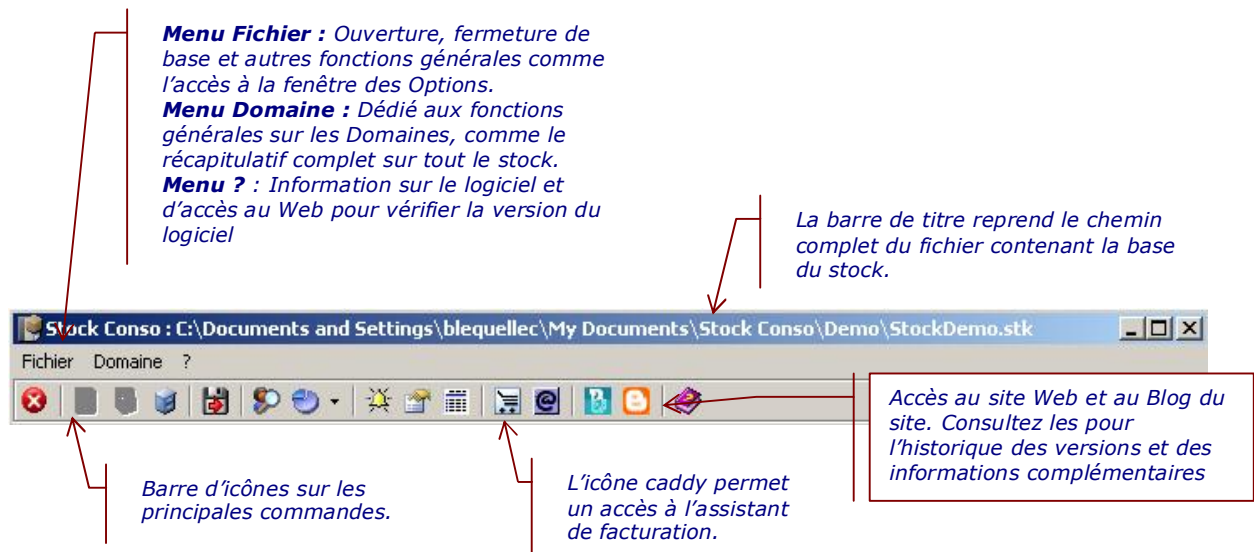 Menu Fichier : Ouverture, fermeture de
base et autres fonctions générales comme
l’accès à la fenêtre des Options.
Menu Domaine : Dédié aux fonctions
générales sur les Domaines, comme le
récapitulatif complet sur tout le stock.
Menu ? : Information sur le logiciel et
d’accès au Web pour vérifier la version du
logiciel
La barre de titre reprend le chemin
complet du fichier contenant la base
du stock.
Stock Conso : C:\Documents and Settings\blequellec\My Documents\Stock Conso\Demo\StockDemo.stk
Fichier Domaine ?
Accès au site Web et au Blog du
site. Consultez les pour
l’historique des versions et des
informations complémentaires
Barre d’icônes sur les
principales commandes.
L’icône caddy permet
un accès à l’assistant
de facturation.